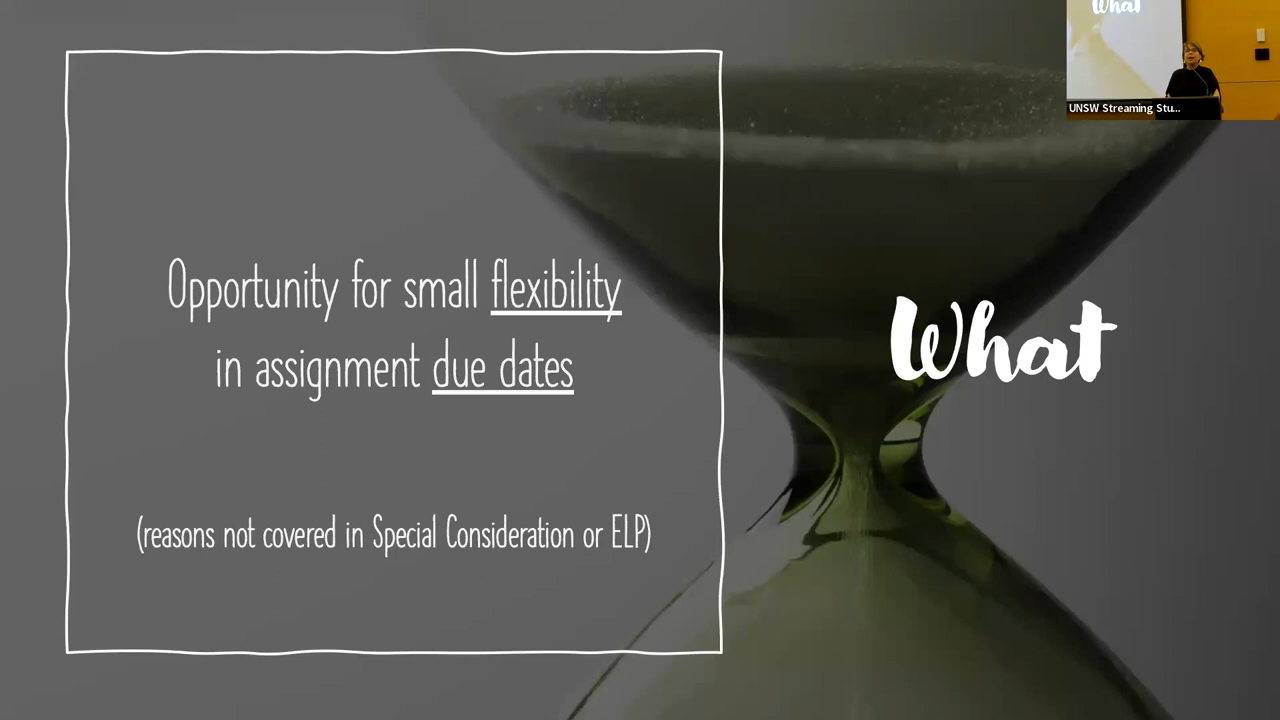 What
UNSW Streaming Stu...
Opportunity for small flexibility
in assignment due dates
(reasons not covered in Special Consideration or ELP)
What